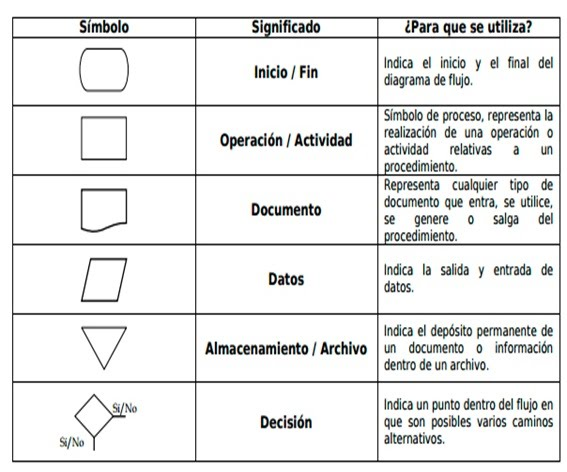 Símbolo Significado ¿Para que se utiliza?
Inicio / Fin
Indica el inicio y el final del
diagrama de flujo.
Operación / Actividad
Símbolo de proceso, representa la
realización de una operación o
actividad relativas a un
procedimiento.
Documento
Representa cualquier tipo de
documento que entra, se utilice,
se genere o salga del
procedimiento.
Datos
Indica la salida y entrada de
datos.
Almacenamiento / Archivo
Indica el depósito permanente de
un documento o información
dentro de un archivo.
Si/No
Si/No
Decisión
Indica un punto dentro del flujo en
que son posibles varios caminos
alternativos.